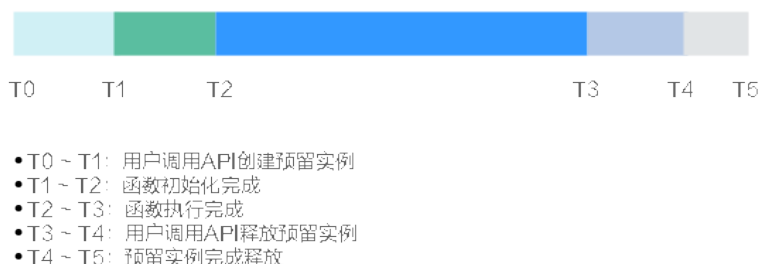 T0 T1 T2 T3 T4 T5
•T0 ~ T1：用户调用API创建预留实例
•T1 ~ T2：函数初始化完成
•T2 ~ T3：函数执行完成
•T3 ~ T4：用户调用API释放预留实例
•T4 ~ T5：预留实例完成释放